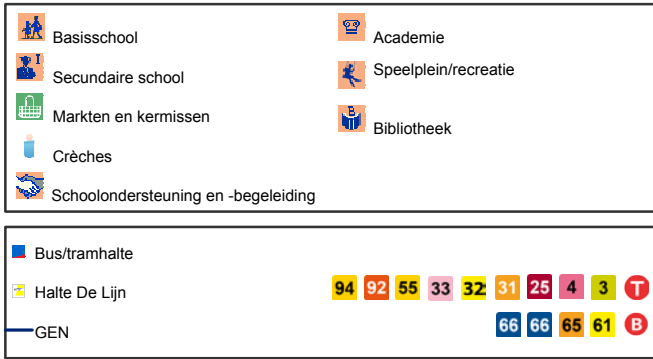 Basisschool
Academie
Secundaire school
Speelplein/recreatie
Markten en kermissen
Bibliotheek
Crèches
Schoolondersteuning en -begeleiding
Bus/tramhalte
Halte De Lijn
94 92 55 33 32 31 25 4 3 T
GEN
66 66 65 61 B